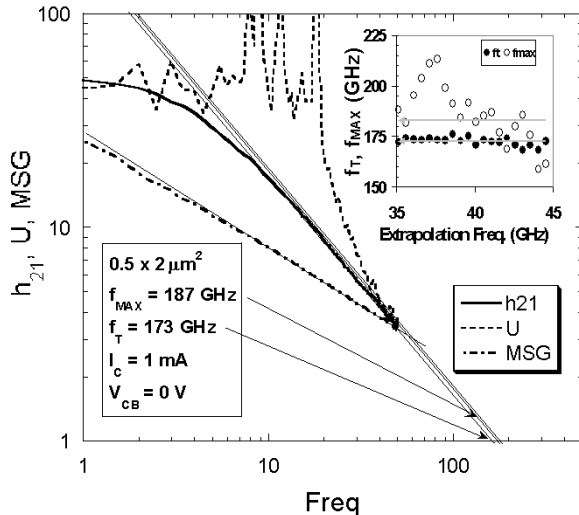 100
10
1
h21, U, MSG
1
10
100
Freq
0.5 x 2 μm²
fMAX = 187 GHz
fT = 173 GHz
IC = 1 mA
VCB = 0 V
h21
U
MSG
225
200
175
150
fT, fMAX (GHz)
ft
fmax
35
40
45
Extrapolation Freq. (GHz)